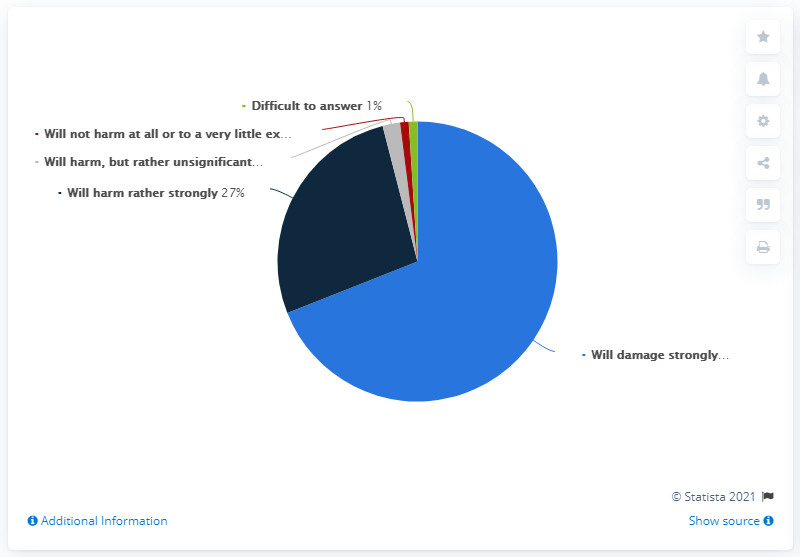 Difficult to answer 1%
Will not harm at all or to a very little ex...
Will harm, but rather unsignificant...
Will harm rather strongly 27%
Will damage strongly...
© Statista 2021
Additional Information
Show source